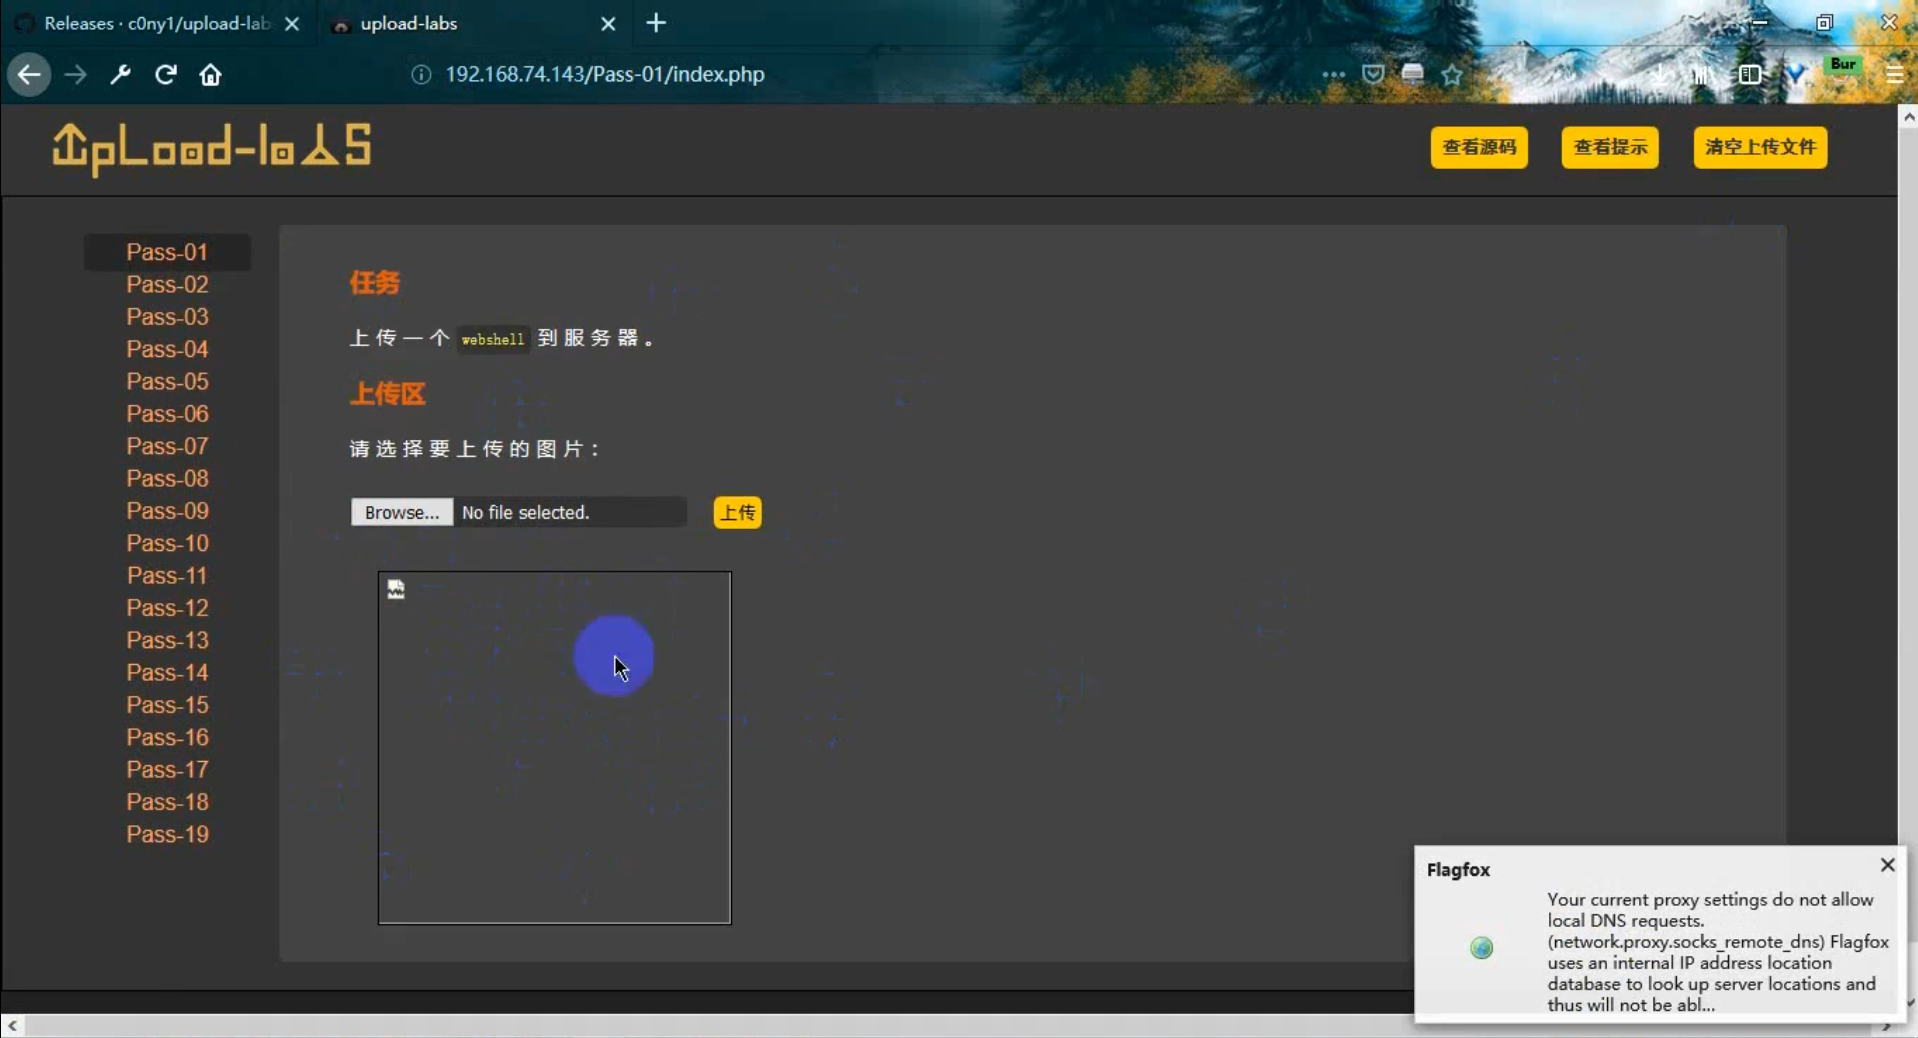 Releases · c0ny1/upload-lab
upload-labs
192.168.74.143/Pass-01/index.php
Bur
UpLoad-labS
查看源码
查看提示
清空上传文件
Pass-01
Pass-02
Pass-03
Pass-04
Pass-05
Pass-06
Pass-07
Pass-08
Pass-09
Pass-10
Pass-11
Pass-12
Pass-13
Pass-14
Pass-15
Pass-16
Pass-17
Pass-18
Pass-19
任务
上传一个 webshell 到服务器。
上传区
请选择要上传的图片：
Browse... No file selected. 上传
Flagfox
Your current proxy settings do not allow
local DNS requests.
(network.proxy.socks_remote_dns) Flagfox
uses an internal IP address location
database to look up server locations and
thus will not be abl...